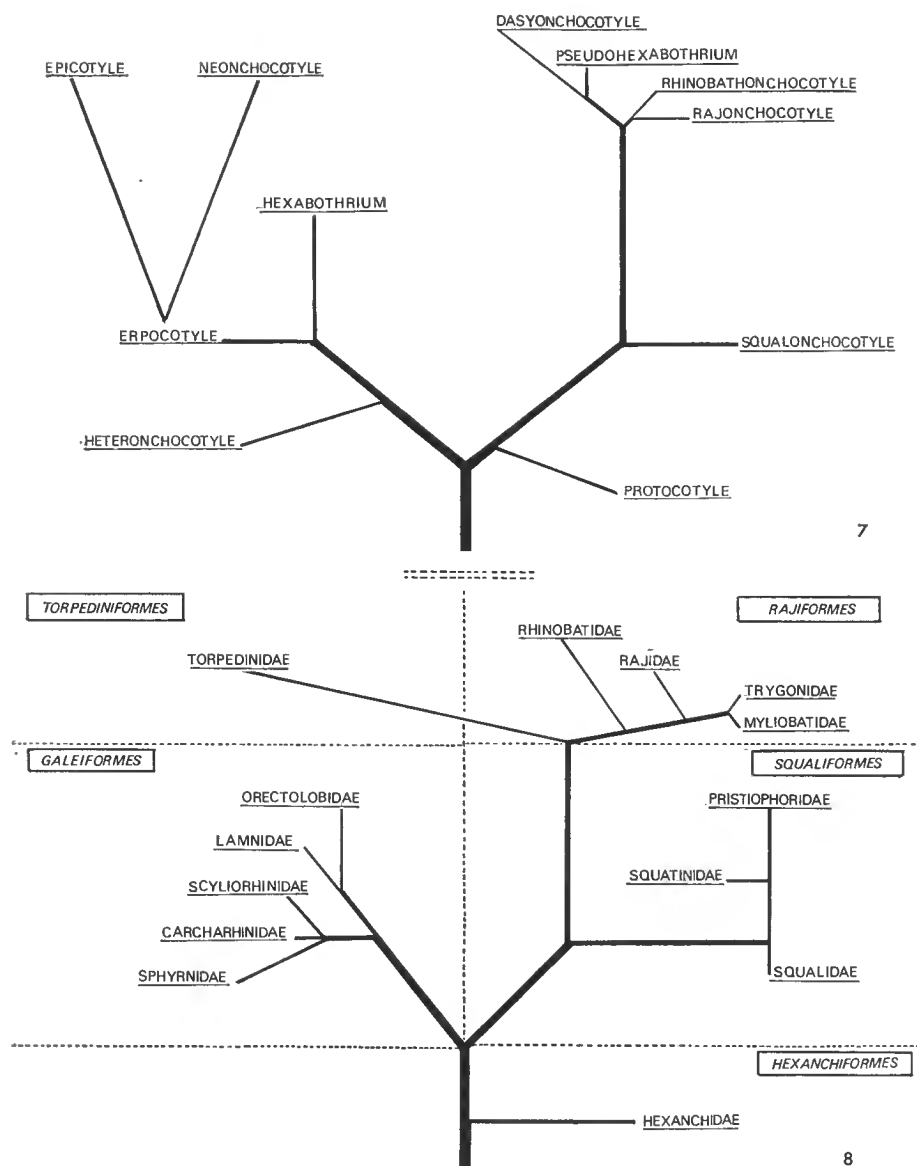 DASYONCHOCOTYLE
EPICOTYLE
NEONCHOCOTYLE
PSEUDOHEXABOTHRIUM
RHINOBATHONCHOCOTYLE
RAJONCHOCOTYLE
HEXABOTHRIUM
ERPOCOTYLE
SQUALONCHOCOTYLE
HETERONCHOCOTYLE
PROTOCOTYLE
7
TORPEDINIFORMES
RAJIFORMES
RHINOBATIDAE
TORPEDINIDAE
RAJIDAE
TRYGONIDAE
MYLIOBATIDAE
GALEIFORMES
SQUALIFORMES
ORECTOLOBIDAE
PRISTIOPHORIDAE
LAMNIDAE
SQUATINIDAE
SCYLIORHINIDAE
CARCHARHINIDAE
SPHYRNIDAE
SQUALIDAE
HEXANCHIFORMES
HEXANCHIDAE
8